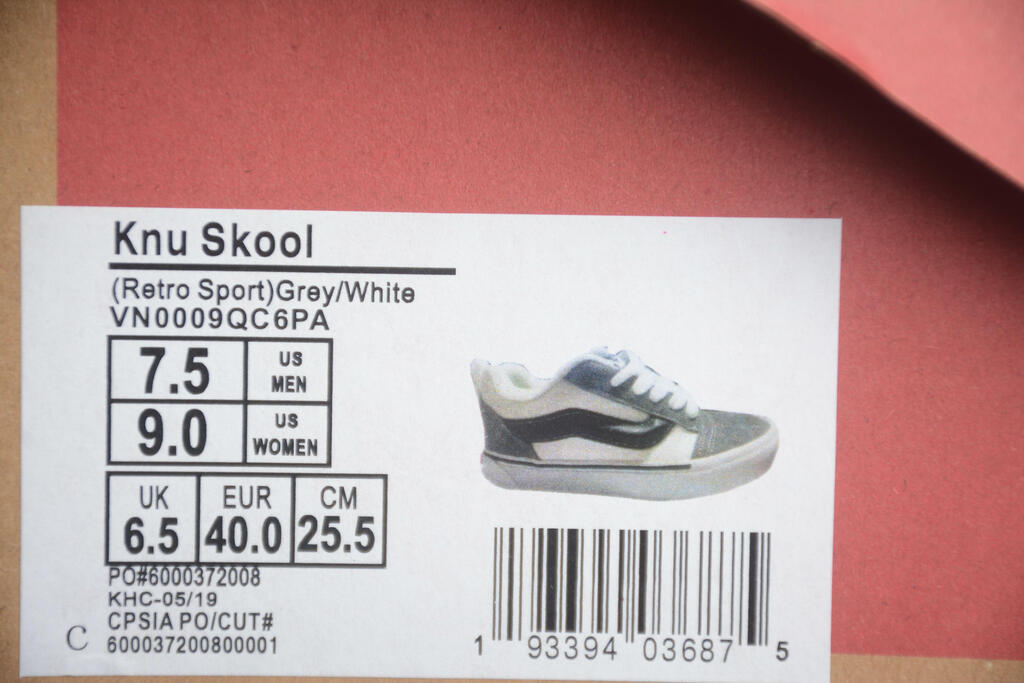 Knu Skool
(Retro Sport)Grey/White
VN0009QC6PA
7.5 US MEN
9.0 US WOMEN
UK EUR CM
6.5 40.0 25.5
PO#6000372008
KHC-05/19
CPSIA PO/CUT#
C 600037200800001
1 93394 03687 5